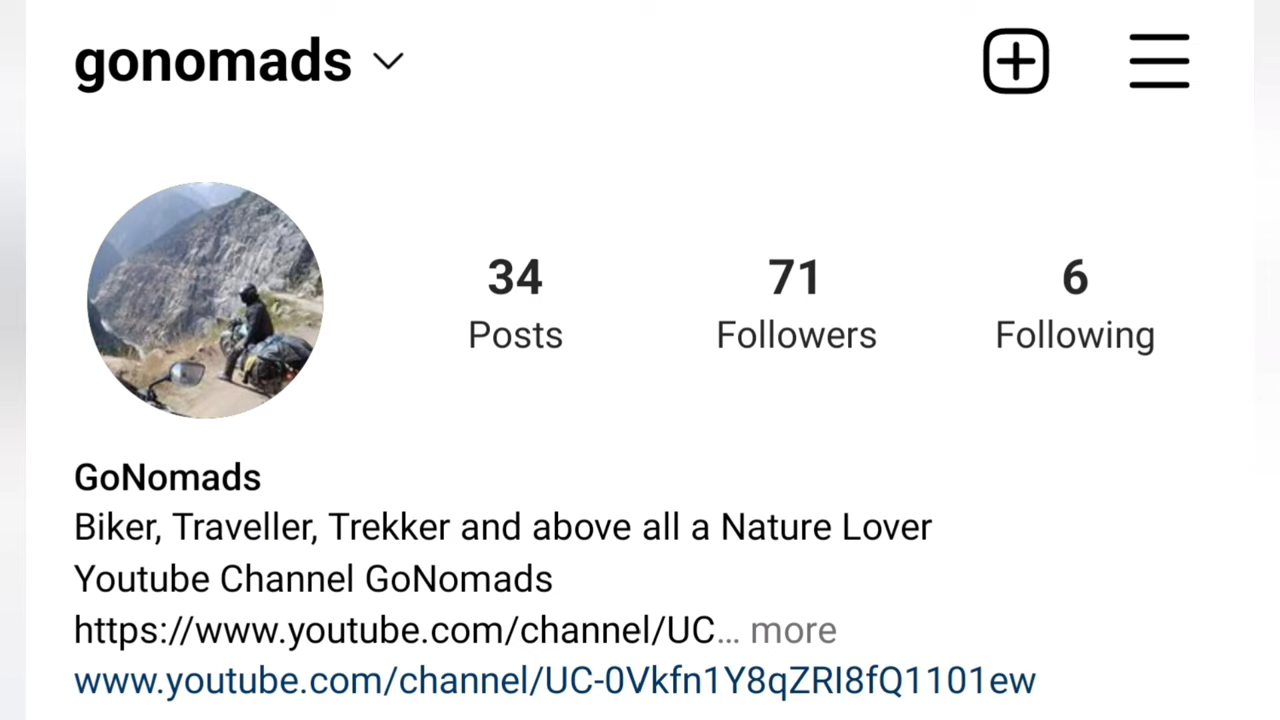 gonomads
34 71 6
Posts Followers Following
GoNomads
Biker, Traveller, Trekker and above all a Nature Lover
Youtube Channel GoNomads
https://www.youtube.com/channel/UC... more
www.youtube.com/channel/UC-0Vkfn1Y8qZRI8fQ1101ew